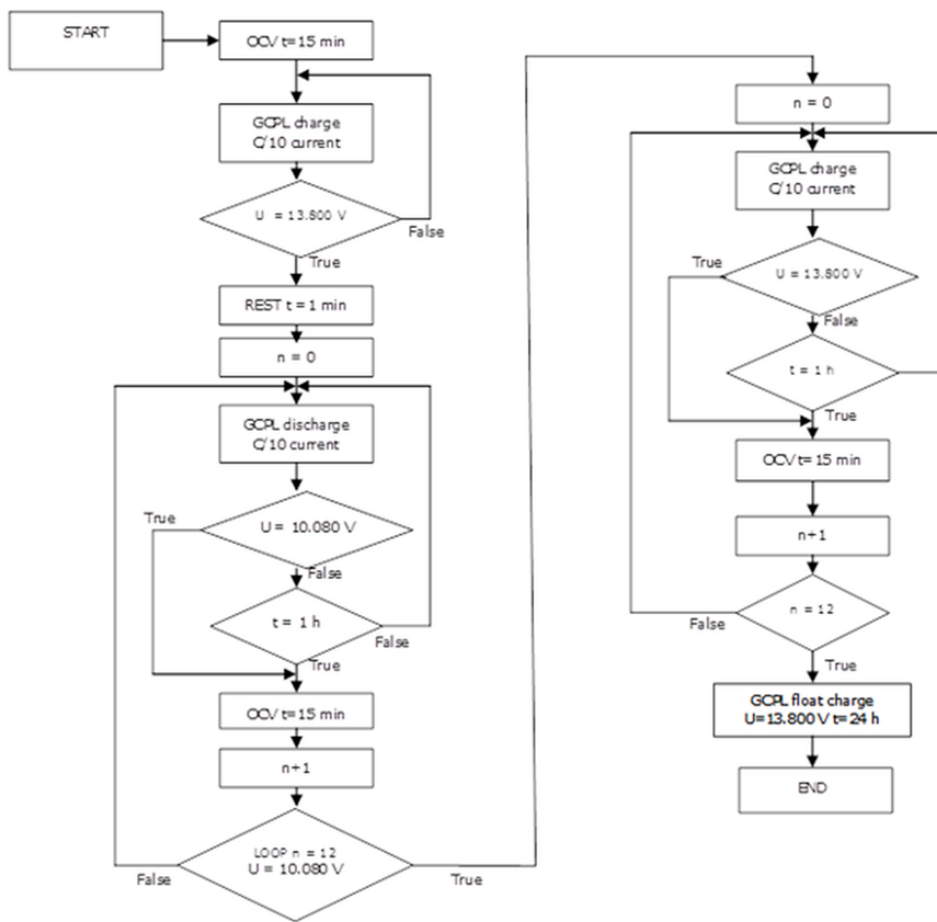 START
OCV t=15 min
GCPL charge
C/10 current
U = 13.800 V
False
True
REST t = 1 min
n = 0
GCPL discharge
C/10 current
True
U = 10.080 V
False
t = 1 h
False
True
OCV t=15 min
n+1
LOOP n = 12
U = 10.080 V
False
True
n = 0
GCPL charge
C/10 current
True
U = 13.800 V
False
t = 1 h
True
OCV t=15 min
n+1
n = 12
False
True
GCPL float charge
U=13.800 V t=24 h
END